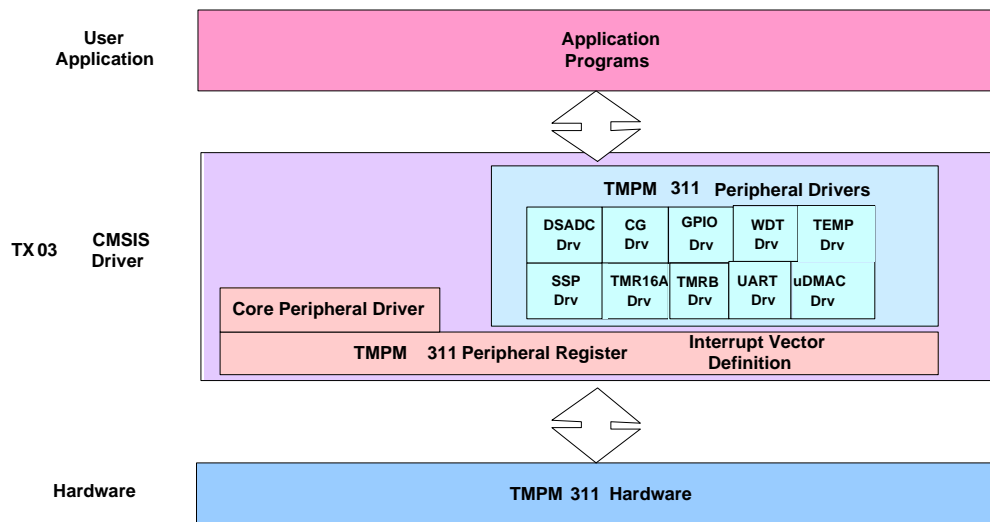 User
Application
Application
Programs
TMPM 311 Peripheral Drivers
DSADC
Drv
CG
Drv
GPIO
Drv
WDT
Drv
TEMP
Drv
TX 03
CMSIS
Driver
SSP
Drv
TMR16A
Drv
TMRB
Drv
UART
Drv
uDMAC
Drv
Core Peripheral Driver
TMPM 311 Peripheral Register
Interrupt Vector
Definition
Hardware
TMPM 311 Hardware